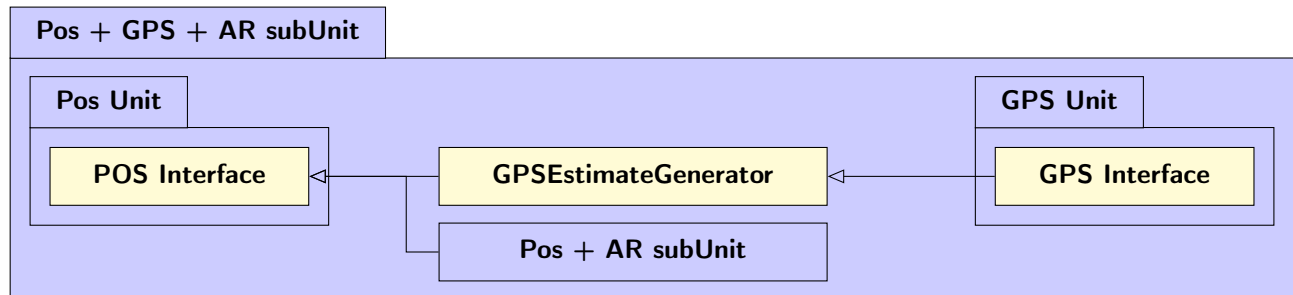 Pos + GPS + AR subUnit
Pos Unit
GPS Unit
POS Interface
GPSEstimateGenerator
GPS Interface
Pos + AR subUnit